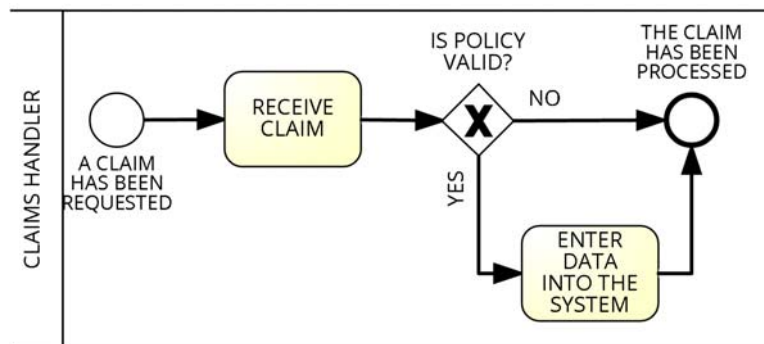 CLAIMS HANDLER
A CLAIM
HAS BEEN
REQUESTED
RECEIVE
CLAIM
IS POLICY
VALID?
X
NO
YES
ENTER
DATA
INTO THE
SYSTEM
THE CLAIM
HAS BEEN
PROCESSED